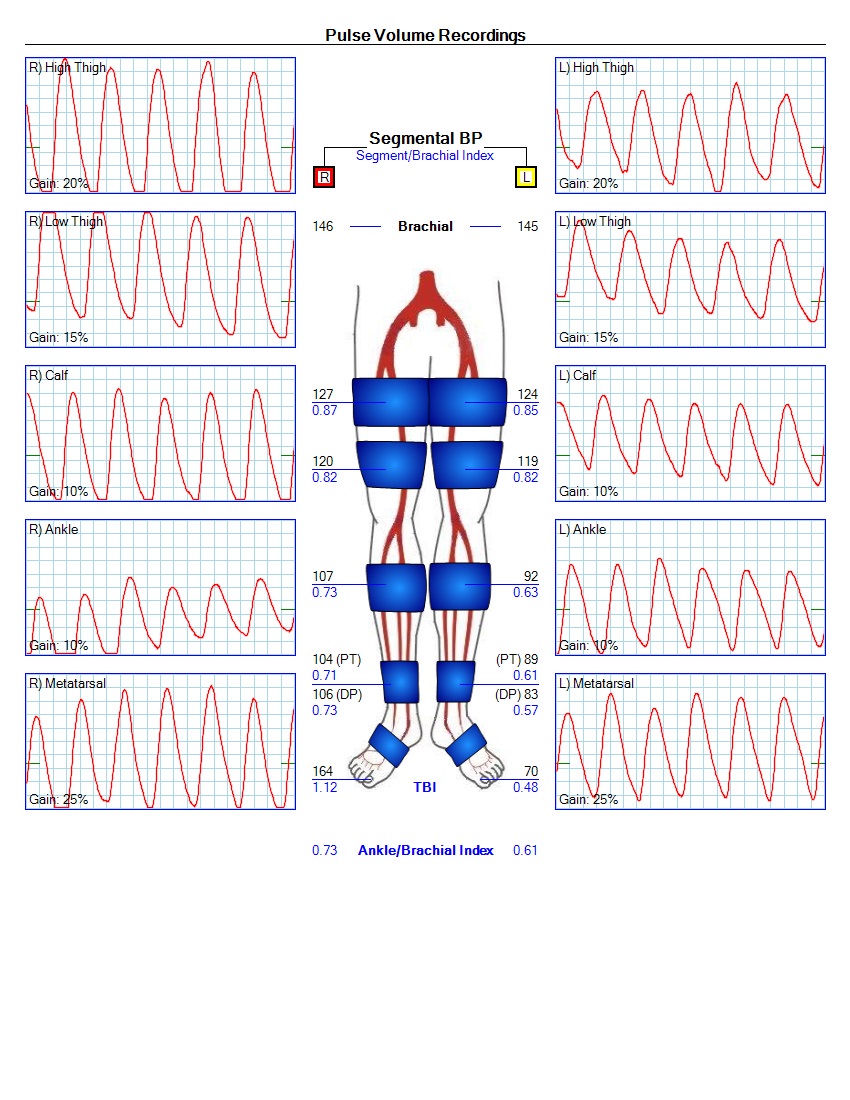 Pulse Volume Recordings
R) High Thigh
Gain: 20%
R) Low Thigh
Gain: 15%
R) Calf
Gain: 10%
R) Ankle
Gain: 10%
R) Metatarsal
Gain: 25%
Segmental BP
Segment/Brachial Index
R L
146 Brachial 145
127 124
0.87 0.85
120 119
0.82 0.82
107 92
0.73 0.63
104 (PT) (PT) 89
0.71 0.61
106 (DP) (DP) 83
0.73 0.57
164 70
1.12 TBI 0.48
0.73 Ankle/Brachial Index 0.61
L) High Thigh
Gain: 20%
L) Low Thigh
Gain: 15%
L) Calf
Gain: 10%
L) Ankle
Gain: 10%
L) Metatarsal
Gain: 25%